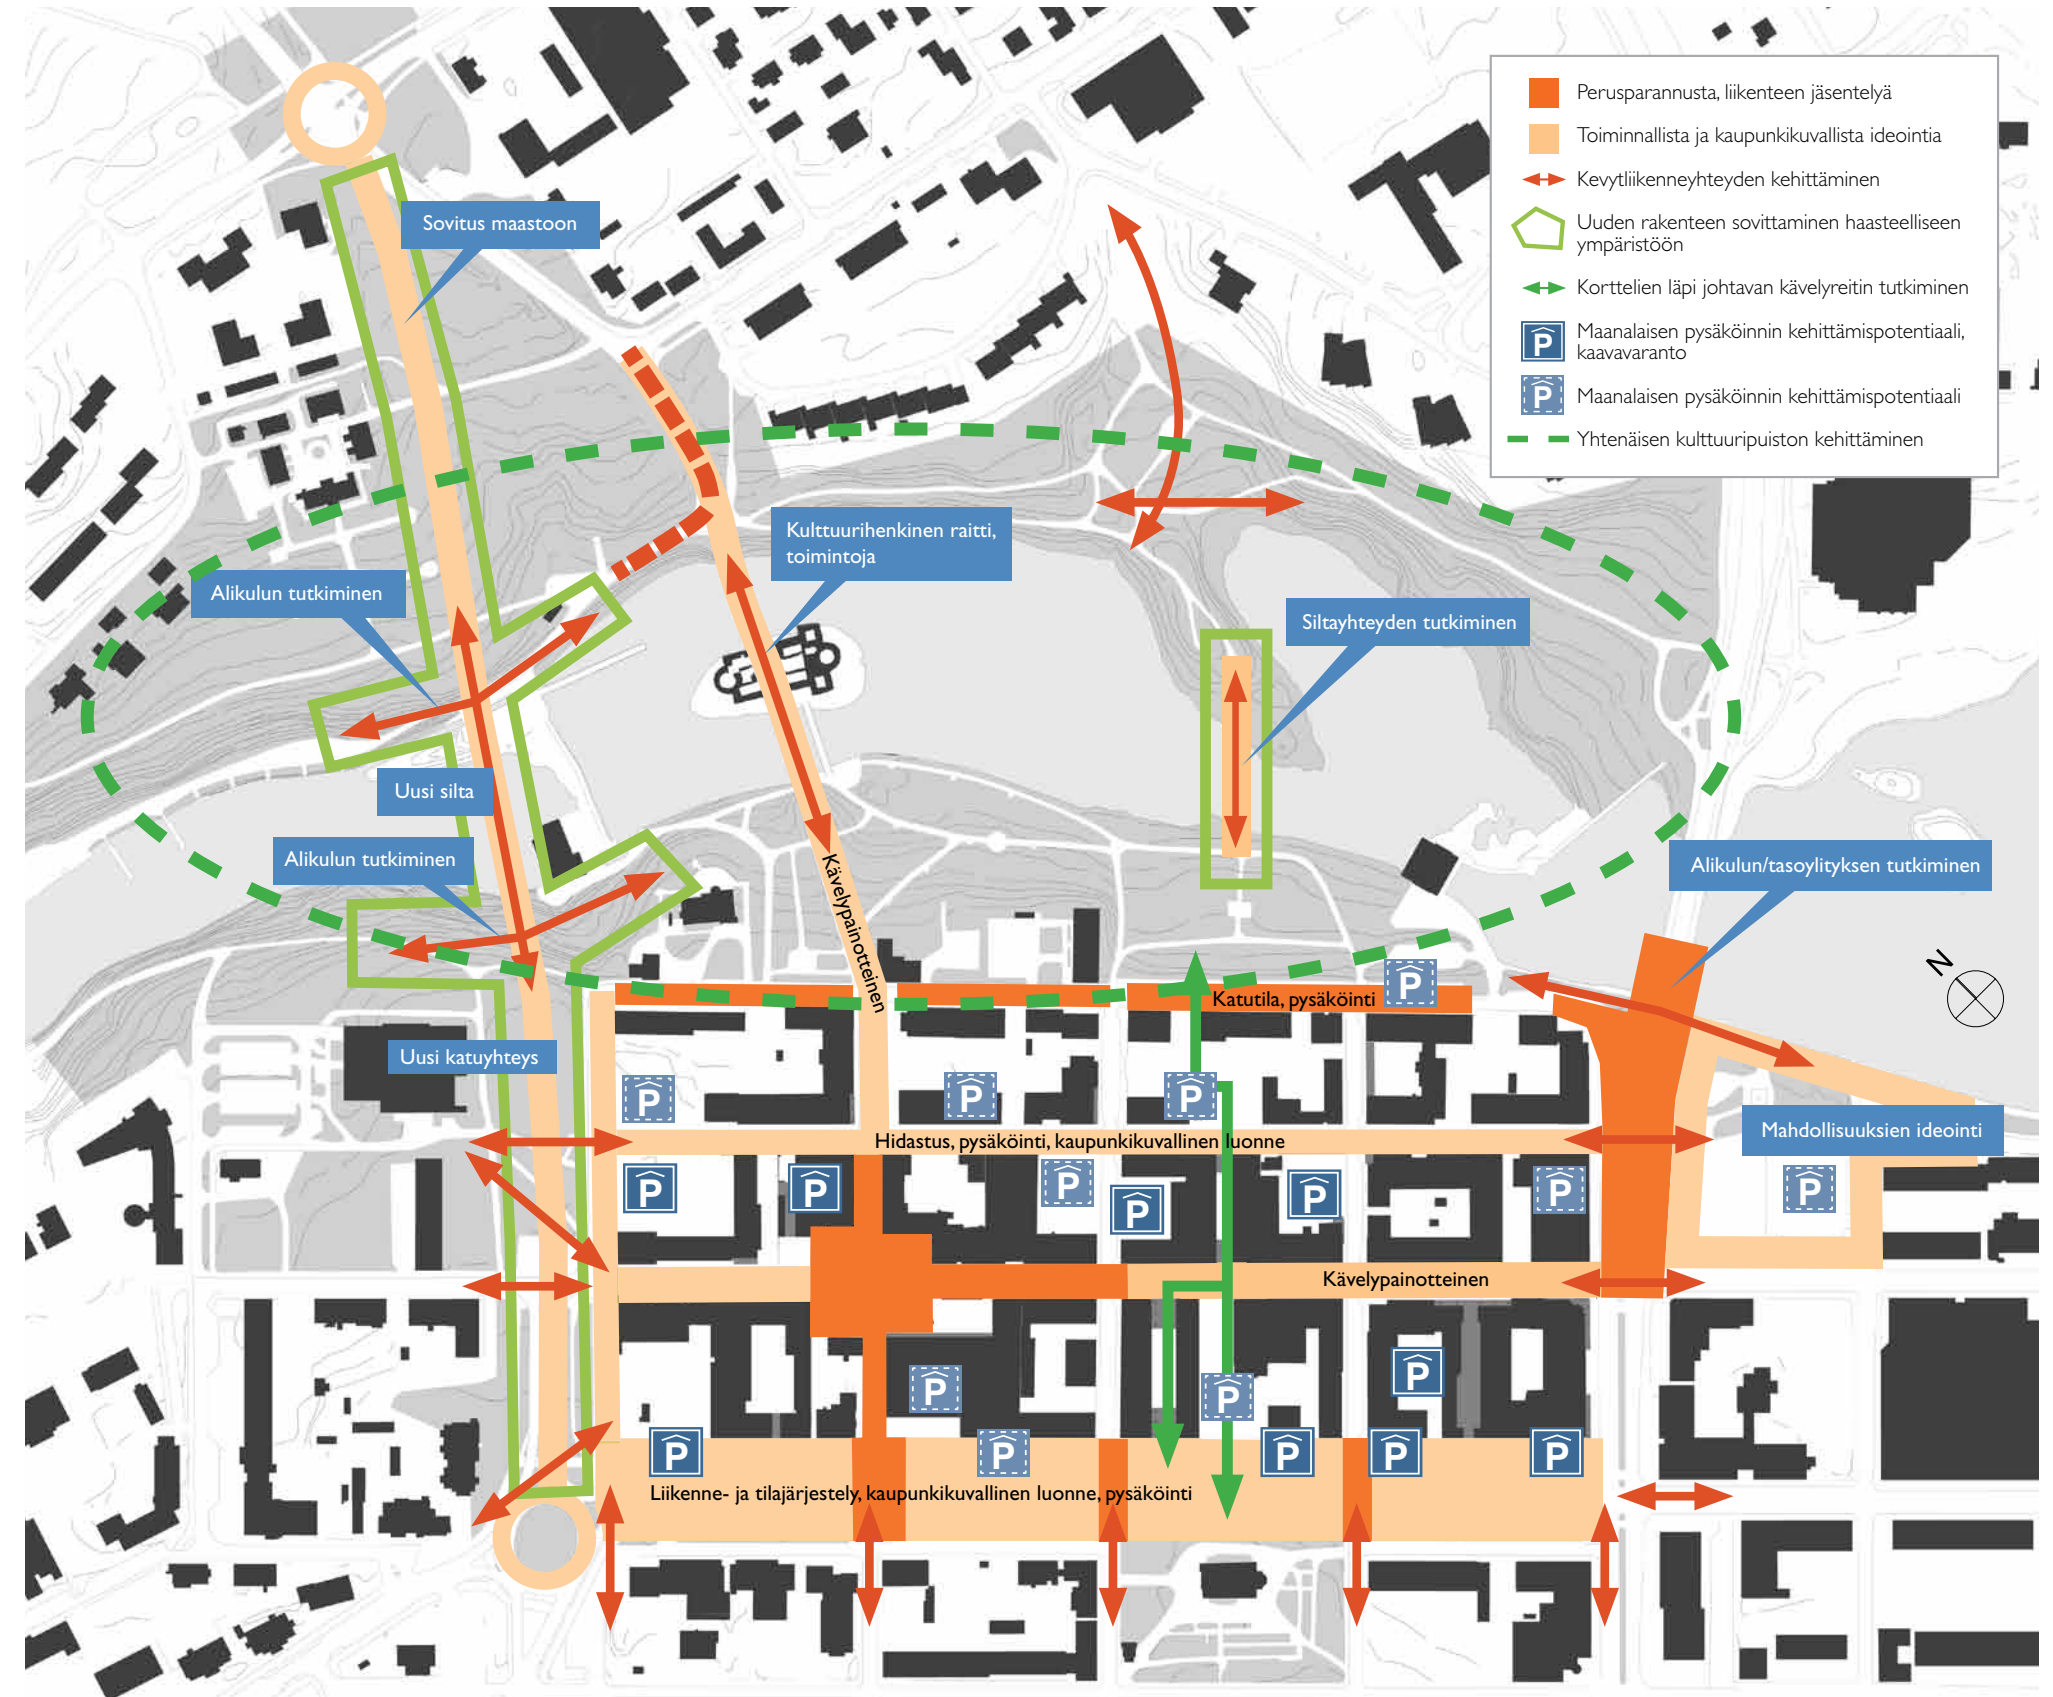 Perusparannusta, liikenteen jäsentelyä
Toiminnallista ja kaupunkikuvallista ideointia
Kevytliikenneyhteyden kehittäminen
Uuden rakenteen sovittaminen haasteelliseen
ympäristöön
Korttelien läpi johtavan kävelyreitin tutkiminen
P
Maanalaisen pysäköinnin kehittämispotentiaali,
kaavavaranto
P
Maanalaisen pysäköinnin kehittämispotentiaali
Yhtenäisen kulttuuripuiston kehittäminen
Sovitus maastoon
Kulttuurihenkinen raitti,
toimintoja
Alikulun tutkiminen
Siltayhteyden tutkiminen
Uusi silta
Alikulun tutkiminen
Alikulun/tasoylityksen tutkiminen
Kävelypainotteinen
N
P
Katutila, pysäköinti
Uusi katuyhteys
P
P
P
Mahdollisuuksien ideointi
Hidastus, pysäköinti, kaupunkikuvallinen luonne
P
P
P
P
P
P
P
Kävelypainotteinen
P
P
P
P
P
P
P
P
Liikenne- ja tilajärjestely, kaupunkikuvallinen luonne, pysäköinti